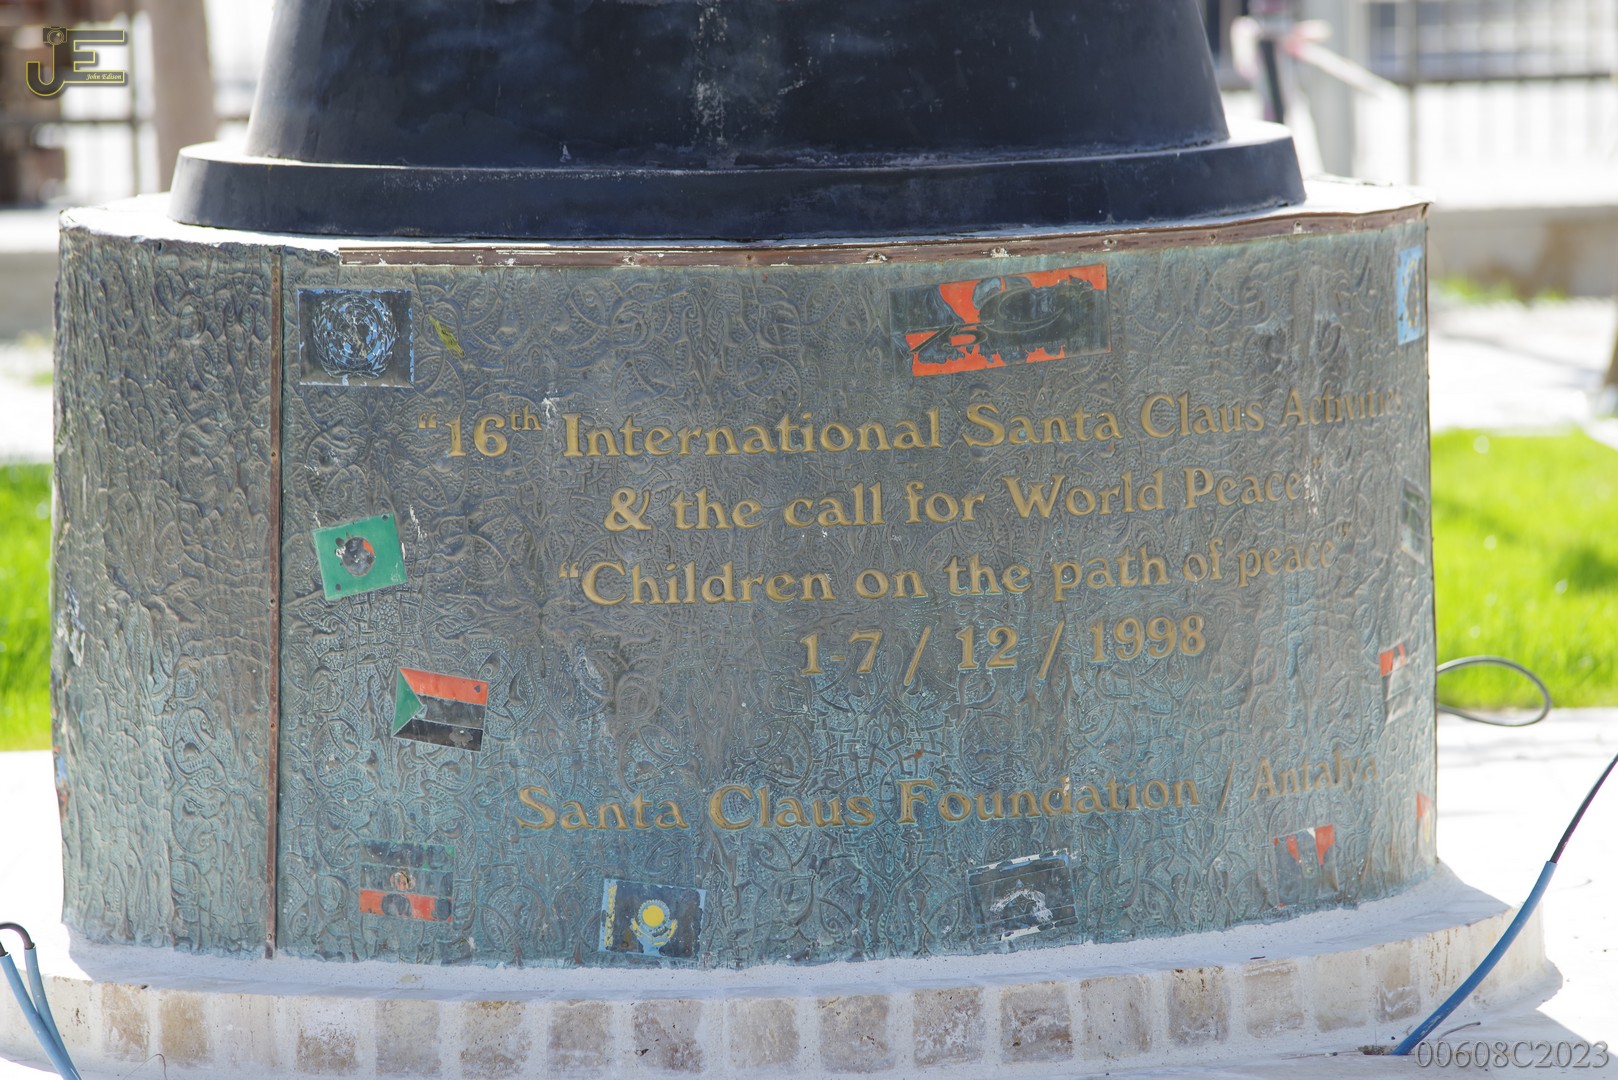 JE
John Edison
"16th International Santa Claus Activities
& the call for World Peace"
"Children on the path of peace"
1-7 / 12 / 1998
Santa Claus Foundation / Antalya
00608C2023